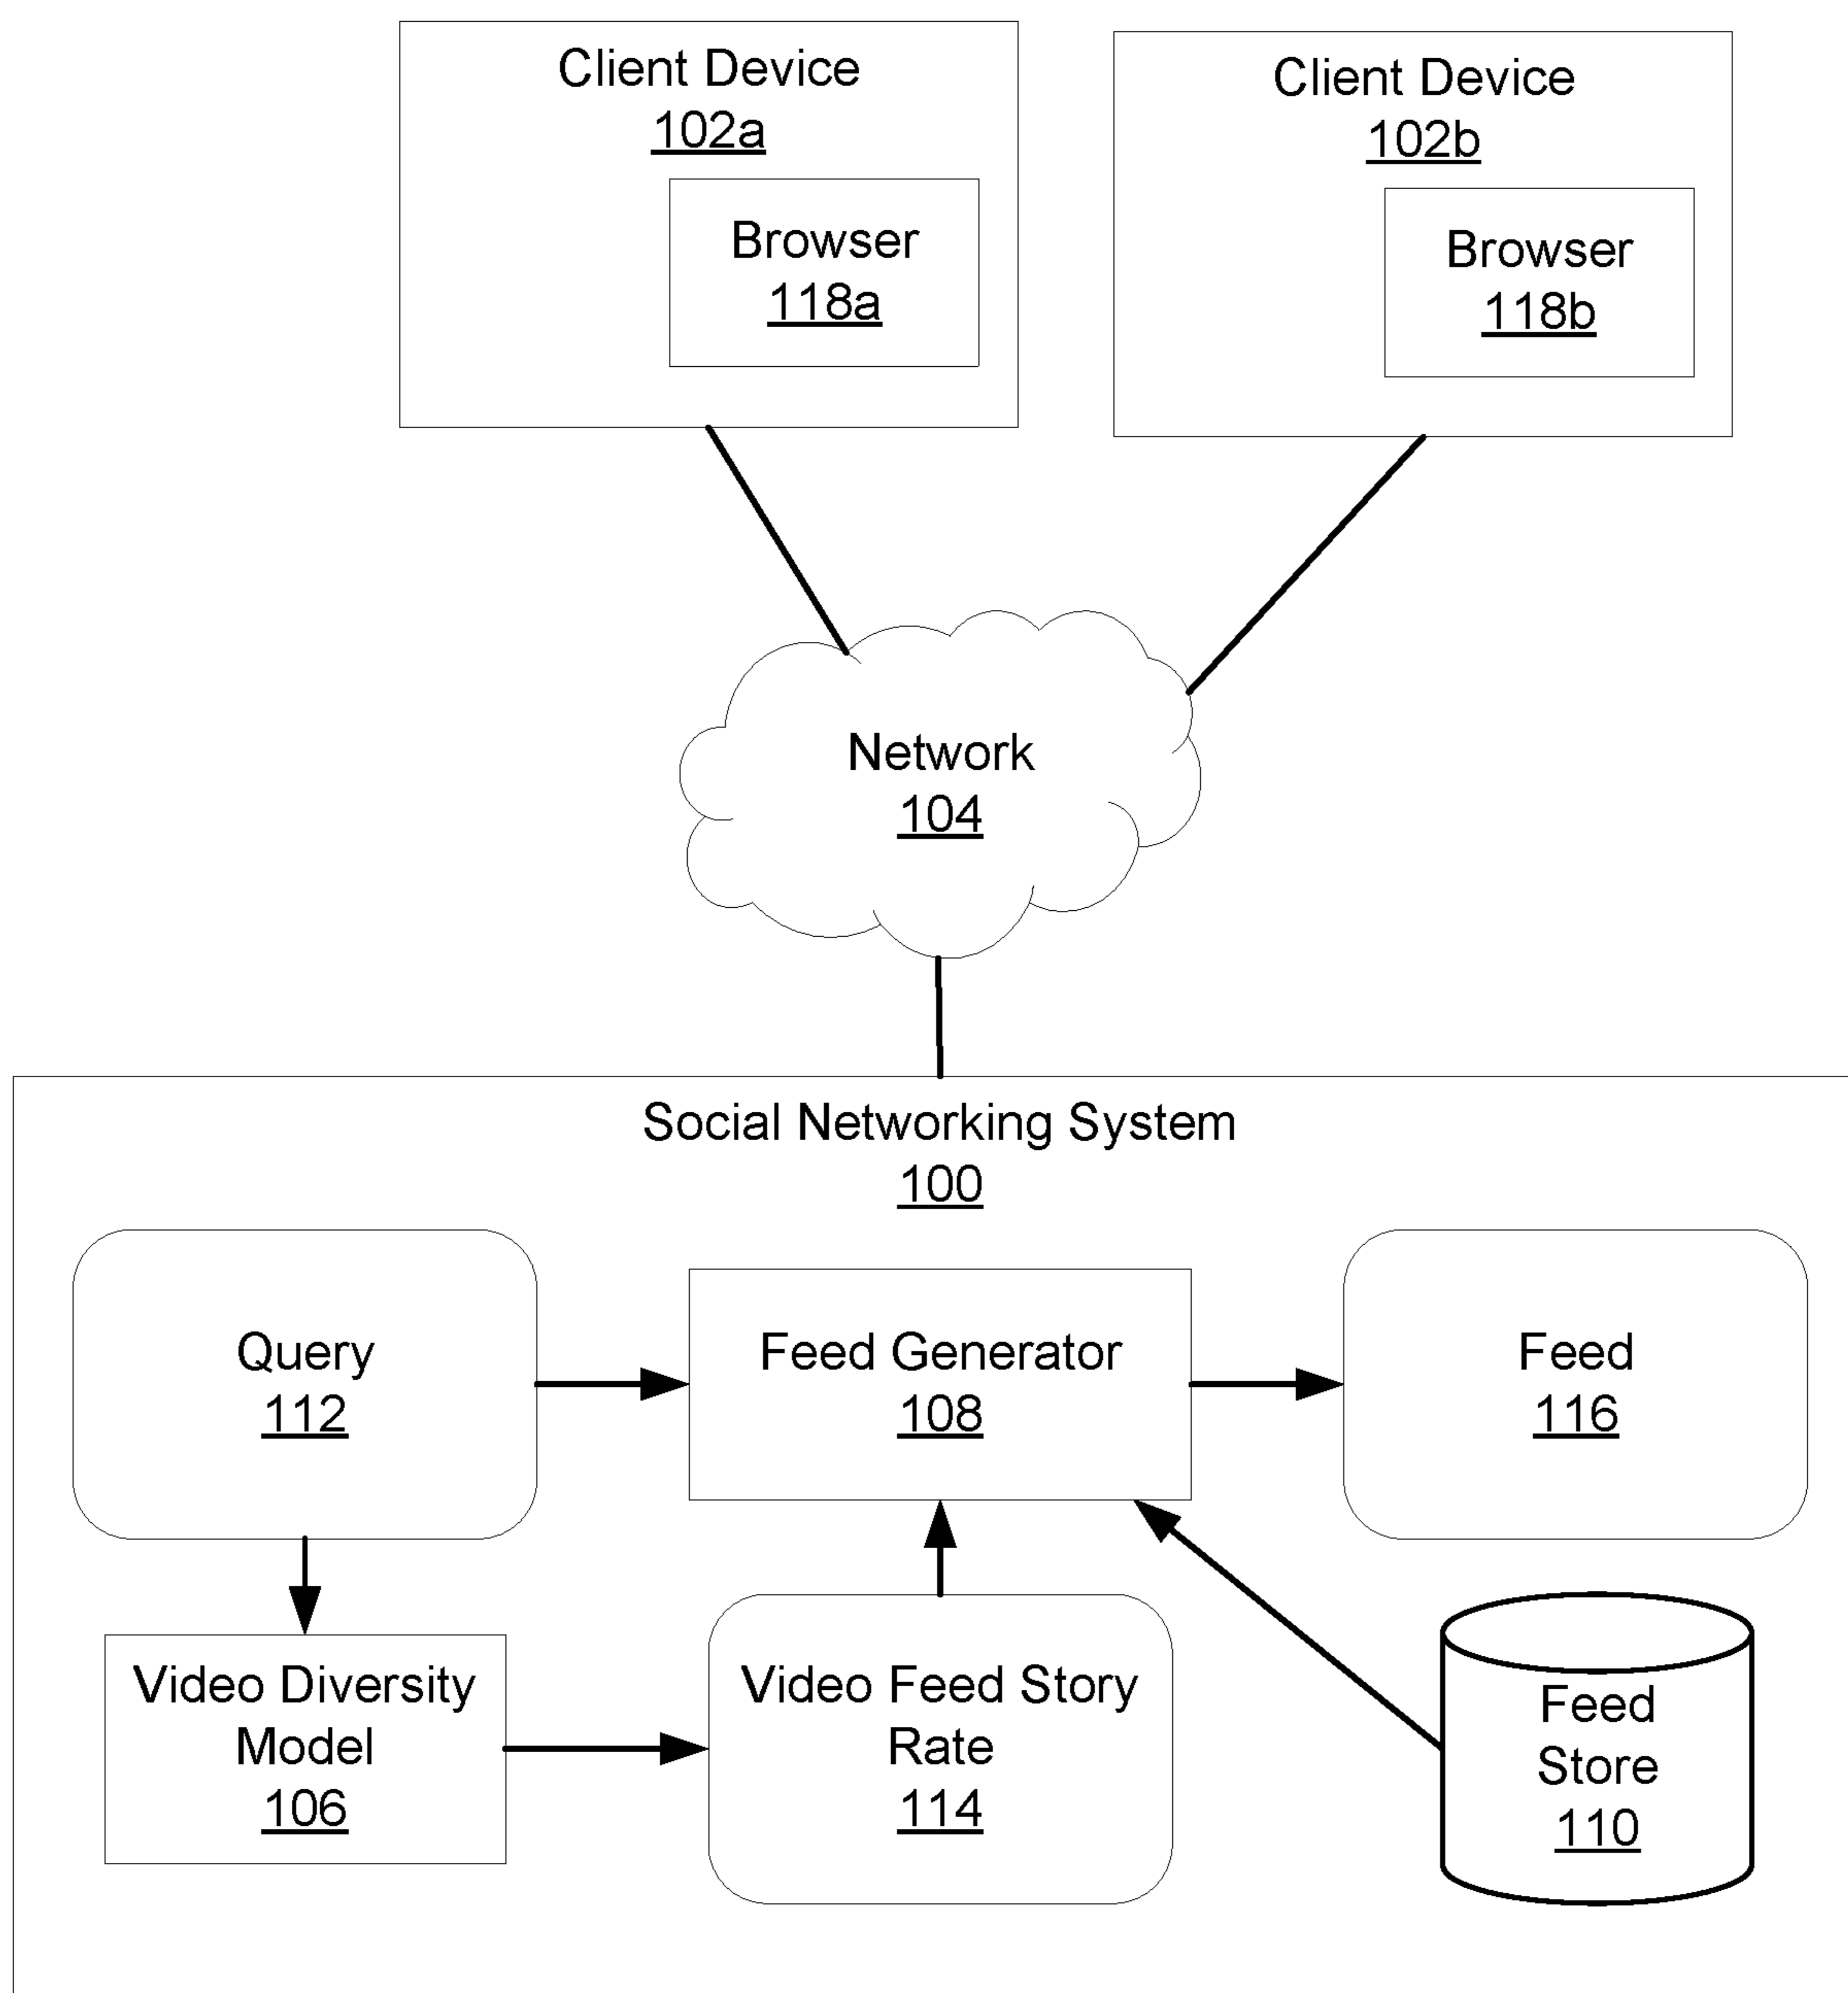 Client Device
102a
Browser
118a
Client Device
102b
Browser
118b
Network
104
Social Networking System
100
Query
112
Feed Generator
108
Feed
116
Video Diversity
Model
106
Video Feed Story
Rate
114
Feed
Store
110